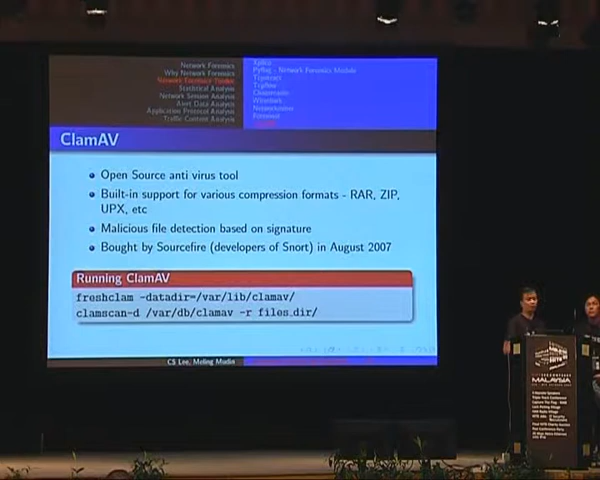 Network Forensics
Why Network Forensics
Network Forensics Toolkit
Statistical Analysis
Network Session Analysis
Alert Data Analysis
Application Protocol Analysis
Traffic Content Analysis
Xplico
Pyflag - Network Forensics Module
Tcpxtract
Tcpflow
Chaosreader
Wireshark
Networkminer
Foremost
ClamAV
Open Source anti virus tool
Built-in support for various compression formats - RAR, ZIP,
UPX, etc
Malicious file detection based on signature
Bought by Sourcefire (developers of Snort) in August 2007
Running ClamAV
freshclam -datadir=/var/lib/clamav/
clamscan-d /var/db/clamav -r files_dir/
CS Lee, Meling Mudin
MALAYSIA